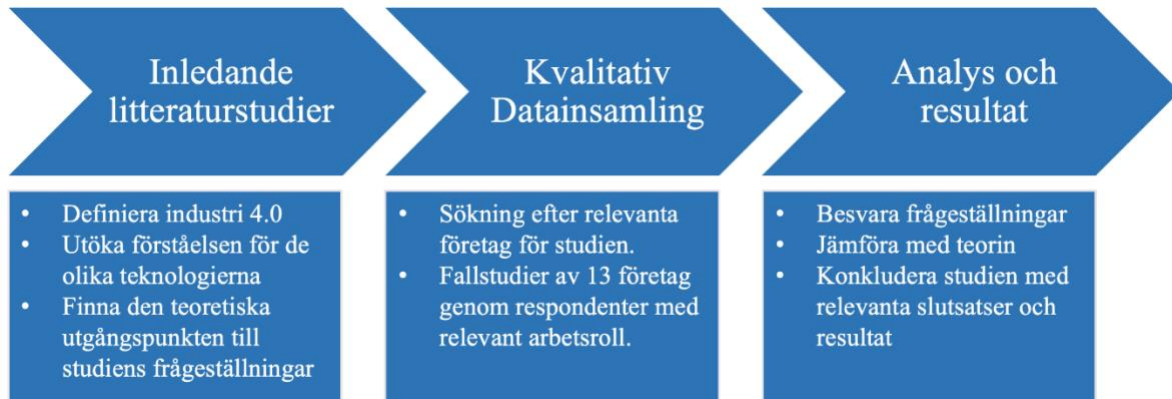 Inledande
litteraturstudier
• Definiera industri 4.0
• Utöka förståelsen för de
olika teknologierna
• Finna den teoretiska
utgångspunkten till
studiens frågeställningar
Kvalitativ
Datainsamling
• Sökning efter relevanta
företag för studien.
• Fallstudier av 13 företag
genom respondenter med
relevant arbetsroll.
Analys och
resultat
• Besvara frågeställningar
• Jämföra med teorin
• Konkludera studien med
relevanta slutsatser och
resultat